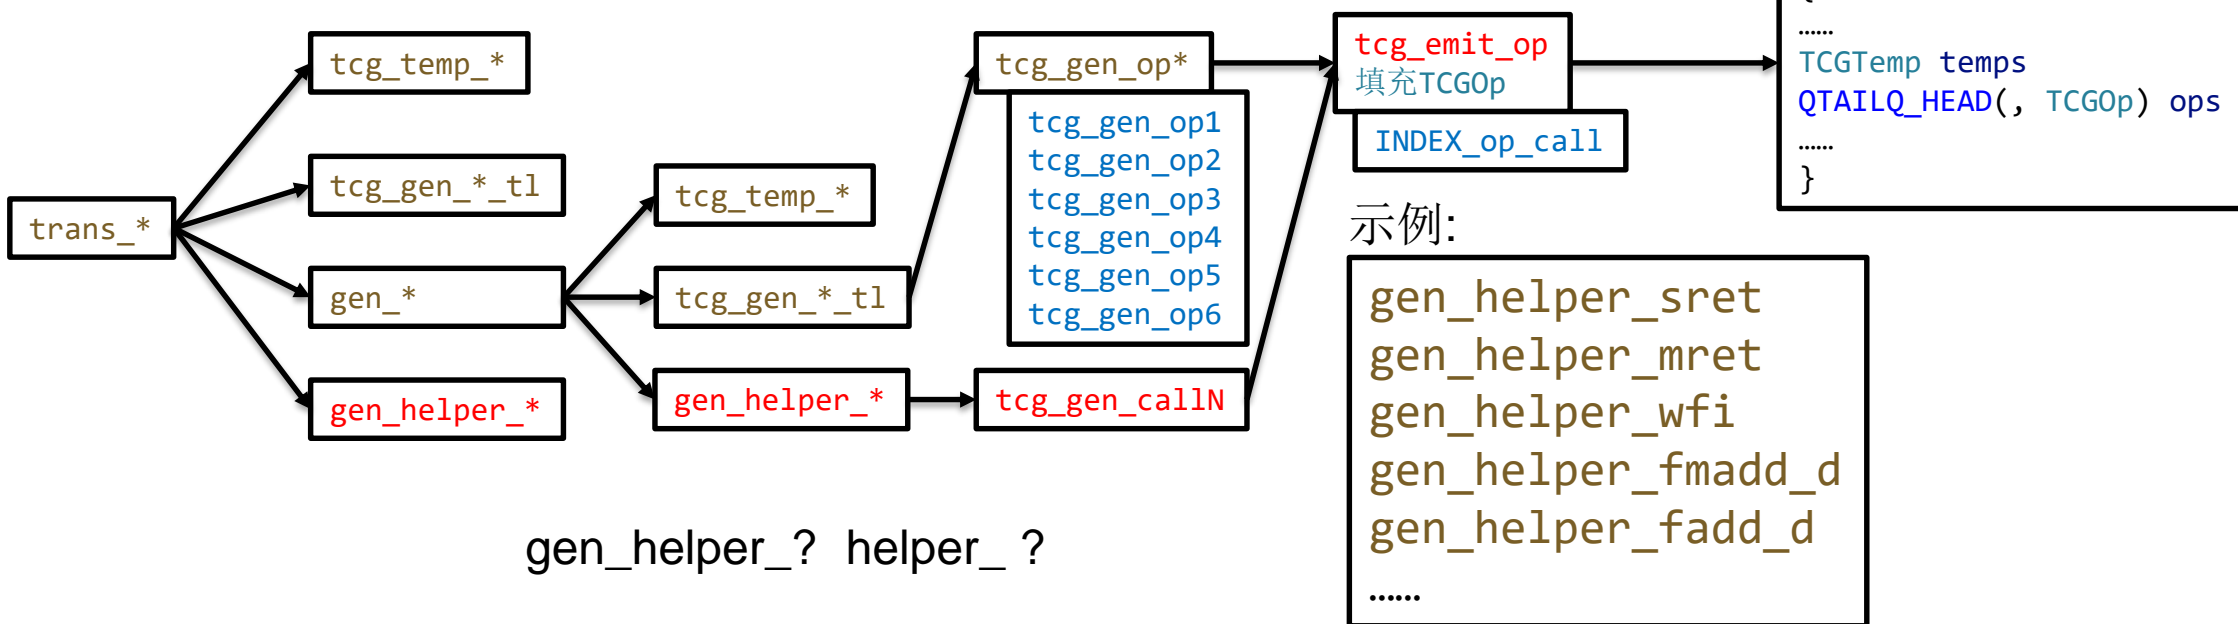 trans_*
tcg_temp_*
tcg_gen_*_tl
gen_*
gen_helper_*
tcg_temp_*
tcg_gen_*_tl
gen_helper_*
tcg_gen_op*
tcg_gen_op1
tcg_gen_op2
tcg_gen_op3
tcg_gen_op4
tcg_gen_op5
tcg_gen_op6
tcg_gen_callN
tcg_emit_op
填充TCGOp
INDEX_op_call
……
TCGTemp temps
QTAILQ_HEAD(, TCGOp) ops
……
}
示例:
gen_helper_sret
gen_helper_mret
gen_helper_wfi
gen_helper_fmadd_d
gen_helper_fadd_d
……
gen_helper_? helper_ ?